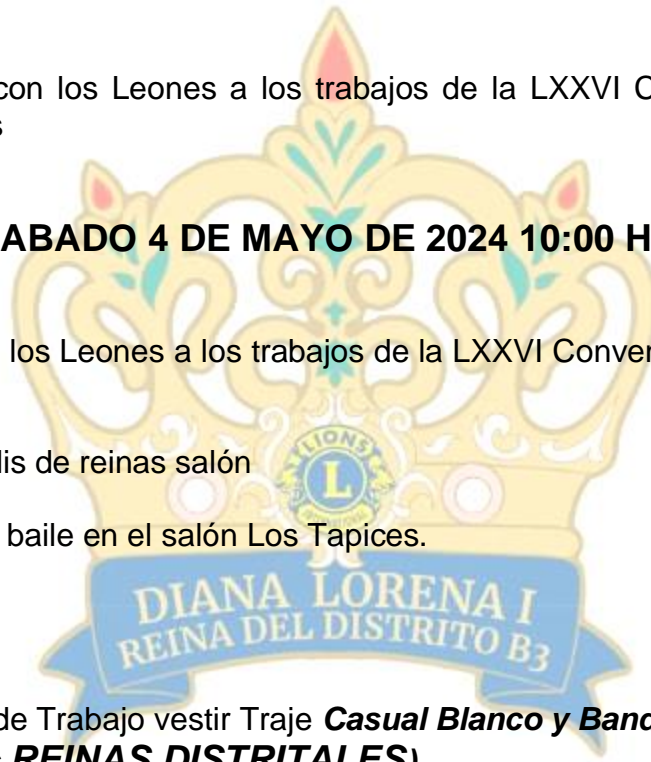 con los Leones a los trabajos de la LXXVI C
s
ABADO 4 DE MAYO DE 2024 10:00 H
los Leones a los trabajos de la LXXVI Conver
LIONS
L
lis de reinas salón
baile en el salón Los Tapices.
DIANA LORENA I
REINA DEL DISTRITO B3
de Trabajo vestir Traje Casual Blanco y Band
REINAS DISTRITALES)